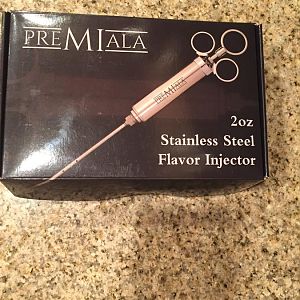 PREMIALA
PREMIALA
2oz
Stainless Steel
Flavor Injector